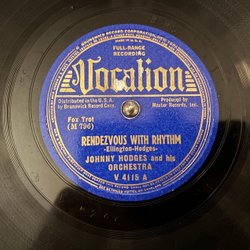 FULL-RANGE
RECORDING
Vocalion
Distributed in the U.S.A.
by Brunswick Record Corp.
Produced by
Master Records, Inc.
Fox Trot
(M 796)
RENDEZVOUS WITH RHYTHM
-Ellington-Hodges-
JOHNNY HODGES and his
ORCHESTRA
V 4115 A